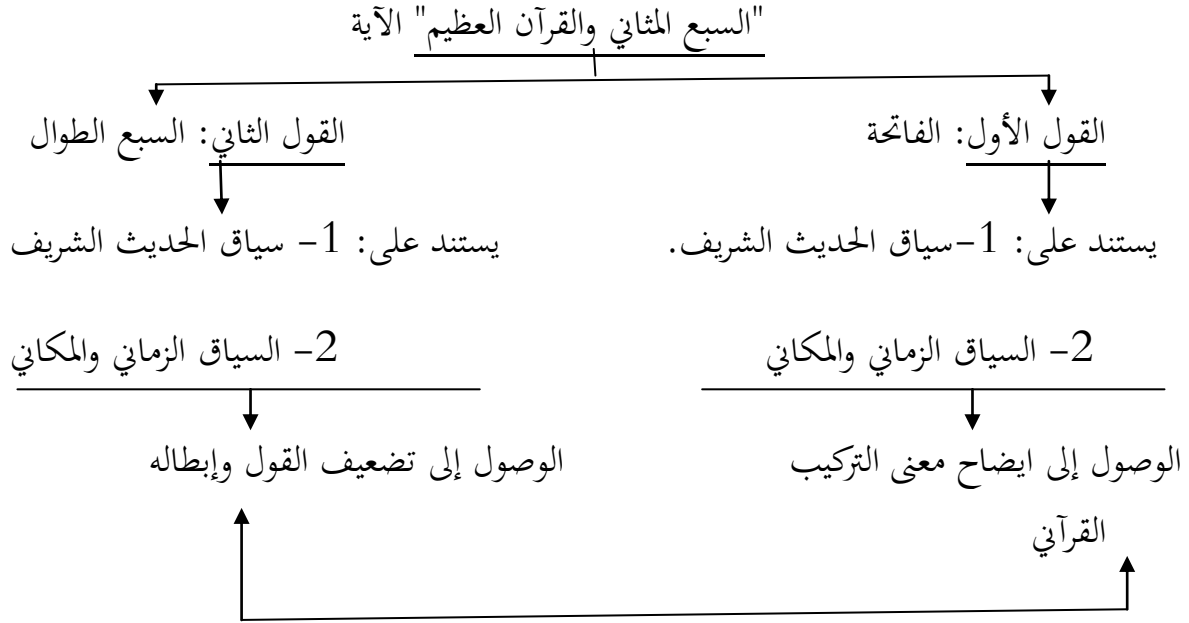 "السبع المثاني والقرآن العظيم" الآية
القول الأول: الفاتحة
القول الثاني: السبع الطوال
يستند على: 1-سياق الحديث الشريف.
يستند على: 1- سياق الحديث الشريف
2- السياق الزماني والمكاني
2- السياق الزماني والمكاني
الوصول إلى ايضاح معنى التركيب
القرآني
الوصول إلى تضعيف القول وإبطاله